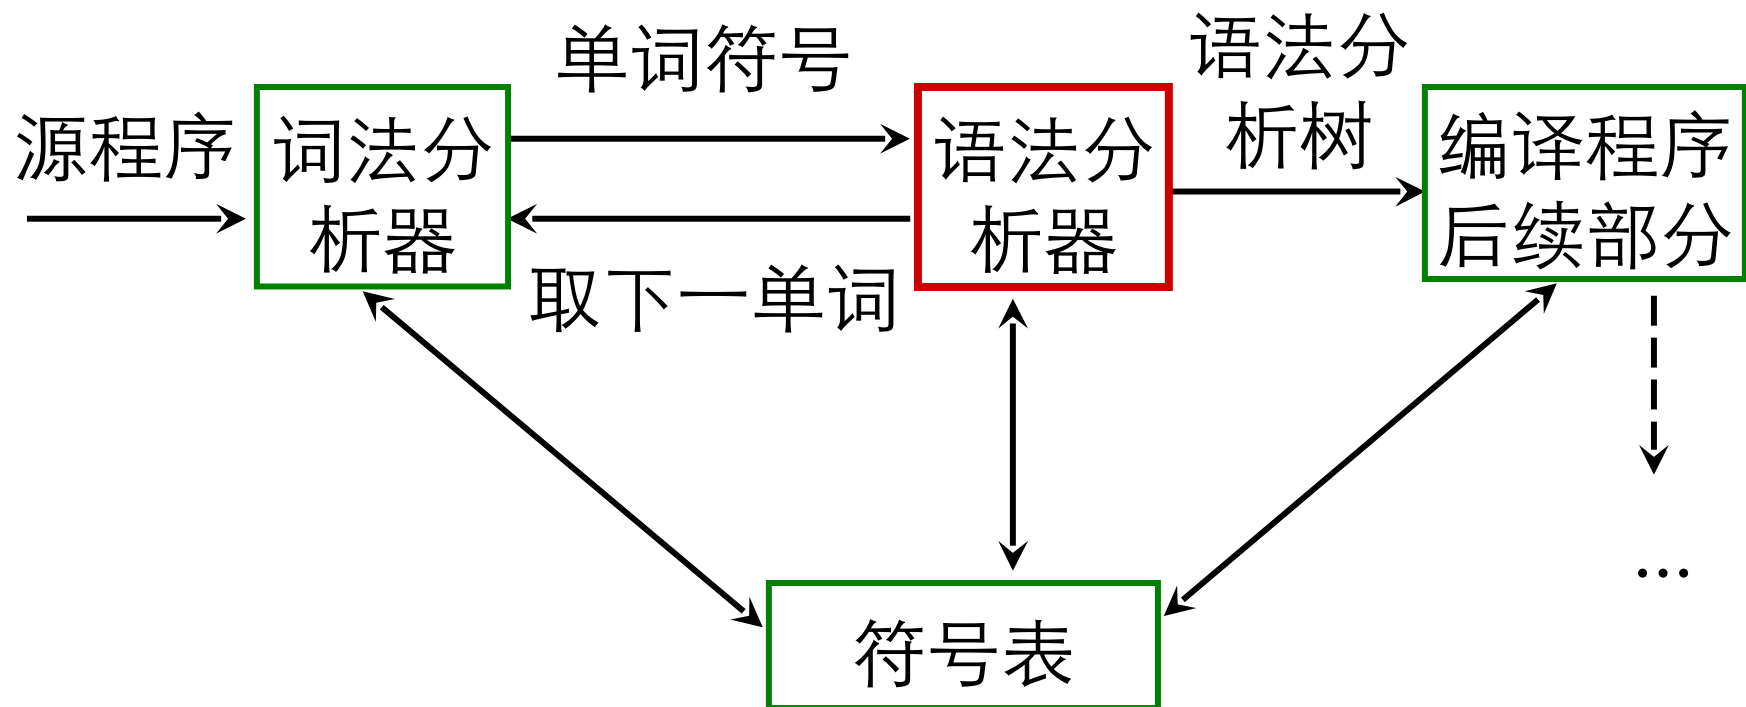 源程序
词法分
析器
单词符号
取下一单词
语法分
析器
语法分
析树
编译程序
后续部分
...
符号表